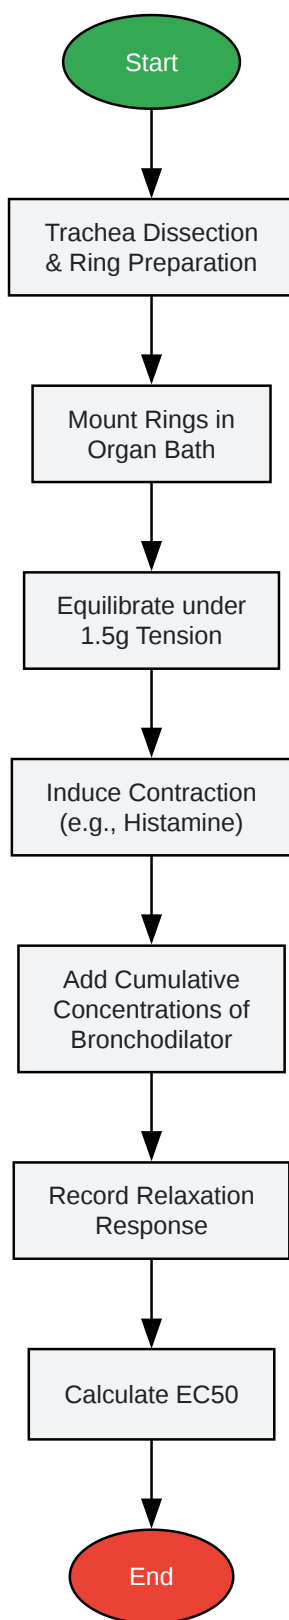 Start
Trachea Dissection
& Ring Preparation
Mount Rings in
Organ Bath
Equilibrate under
1.5g Tension
Induce Contraction
(e.g., Histamine)
Add Cumulative
Concentrations of
Bronchodilator
Record Relaxation
Response
Calculate EC50
End